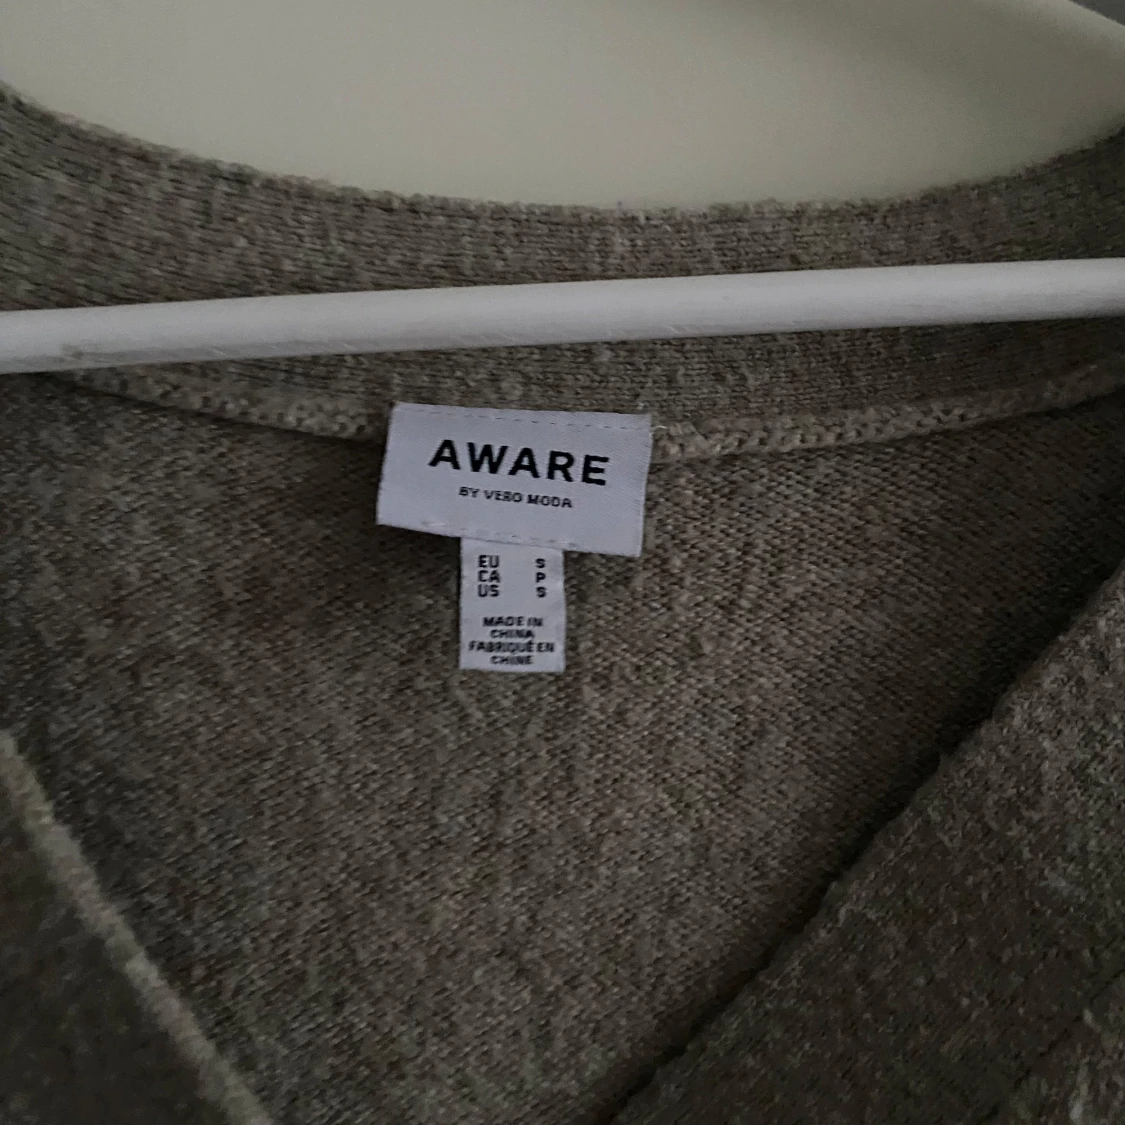 AWARE
BY VERO MODA
EU S
CA P
US S
MADE IN
CHINA
FABRIQUÉ EN
CHINE